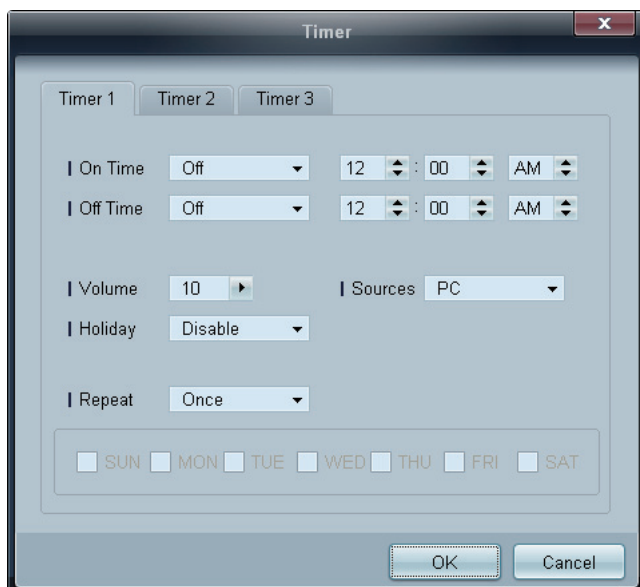 Timer
x
Timer 1 Timer 2 Timer 3
On Time Off 12 : 00 AM
Off Time Off 12 : 00 AM
Volume 10 Sources PC
Holiday Disable
Repeat Once
SUN MON TUE WED THU FRI SAT
OK Cancel